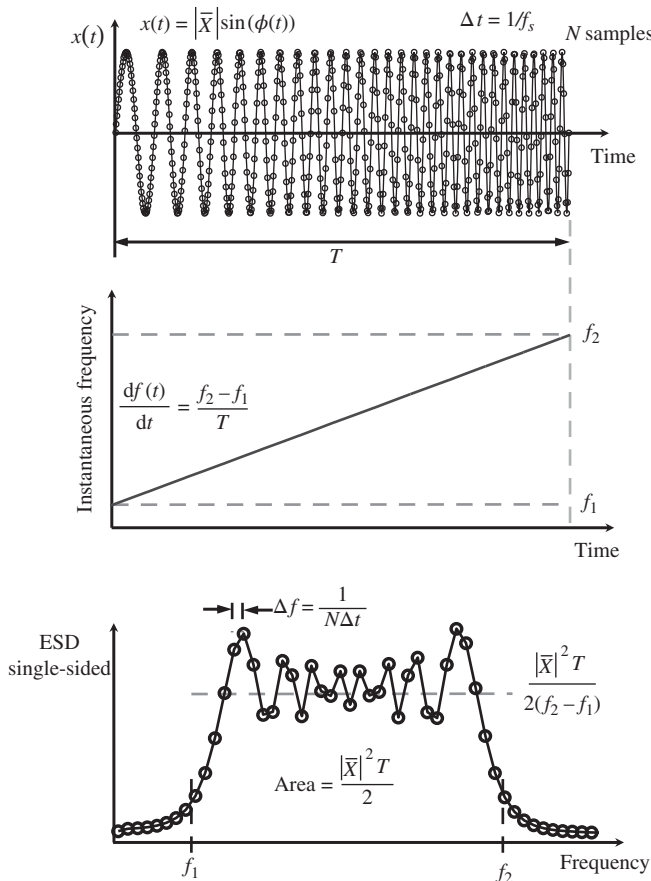 x(t) x(t) = |X̅| sin (ϕ(t)) Δt = 1/fₛ N samples
Time
T
Instantaneous frequency
f₂
df (t)/dt = (f₂ − f₁)/T
f₁
Time
Δf = 1/(NΔt)
ESD
single-sided
|X̅|² T/(2(f₂ − f₁))
Area = |X̅|² T/2
f₁ f₂ Frequency